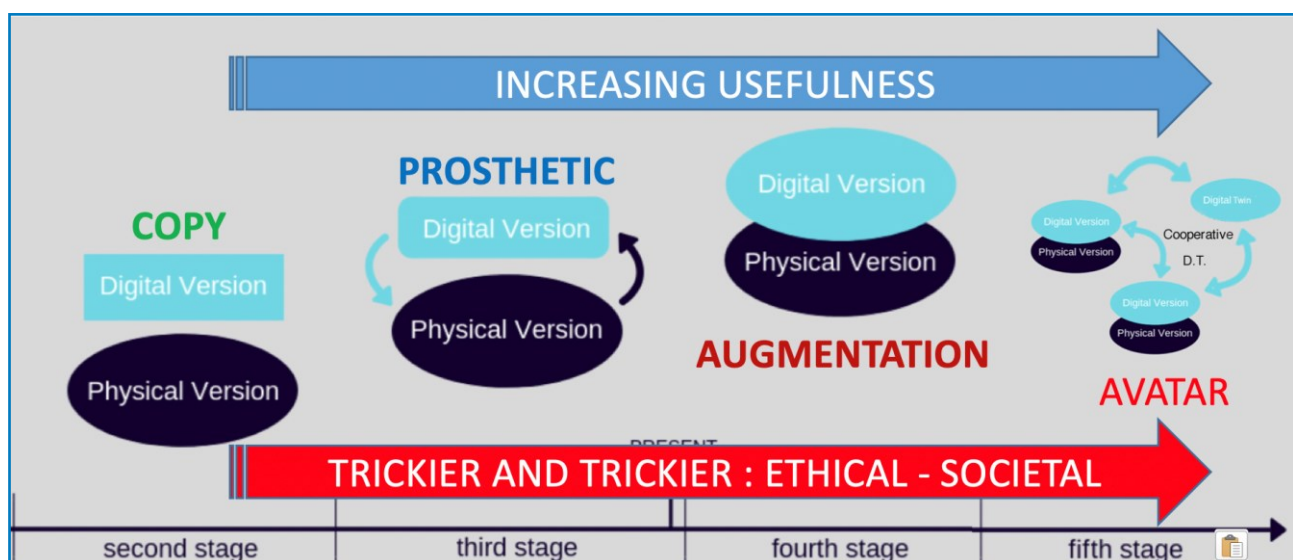 INCREASING USEFULNESS
COPY
Digital Version
Physical Version
PROSTHETIC
Digital Version
Physical Version
Digital Version
Physical Version
AUGMENTATION
Digital Version
Physical Version
Digital Twin
Cooperative
D.T.
Digital Version
Physical Version
AVATAR
PRESENT
TRICKIER AND TRICKIER : ETHICAL - SOCIETAL
second stage
third stage
fourth stage
fifth stage